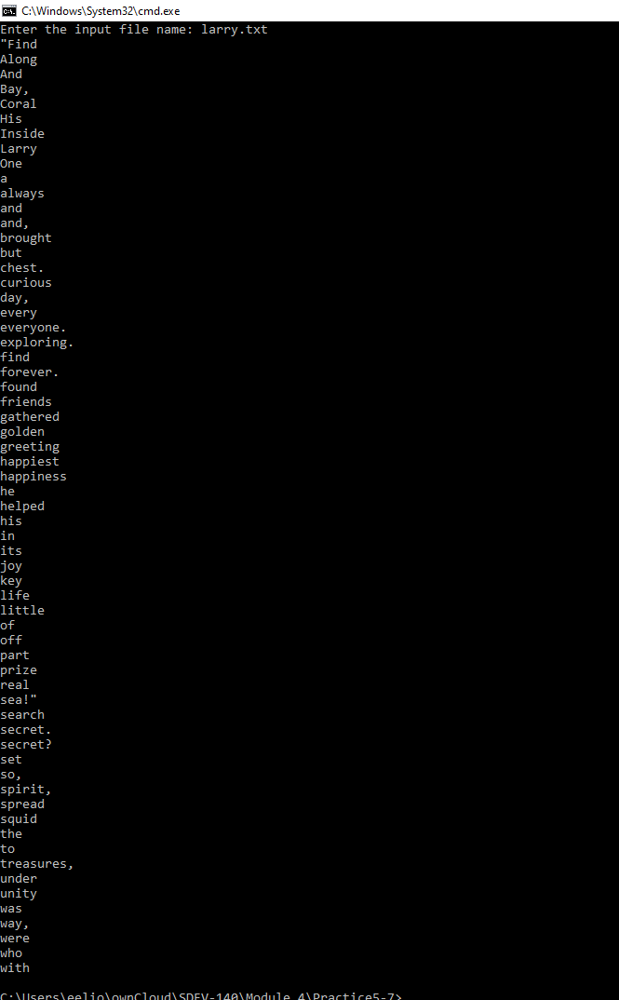 C:\Windows\System32\cmd.exe
Enter the input file name: larry.txt
"Find
Along
And
Bay,
Coral
His
Inside
Larry
One
a
always
and
and,
brought
but
chest.
curious
day,
every
everyone.
exploring.
find
forever.
found
friends
gathered
golden
greeting
happiest
happiness
he
helped
his
in
its
joy
key
life
little
of
off
part
prize
real
sea!"
search
secret.
secret?
set
so,
spirit,
spread
squid
the
to
treasures,
under
unity
was
way,
were
who
with
C:\Users\eelio\ownCloud\SDEV-140\Module 4\Practice5-7>